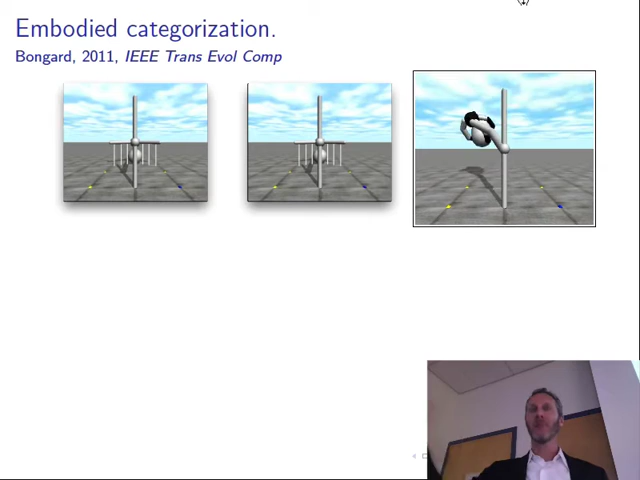 Embodied categorization.
Bongard, 2011, IEEE Trans Evol Comp